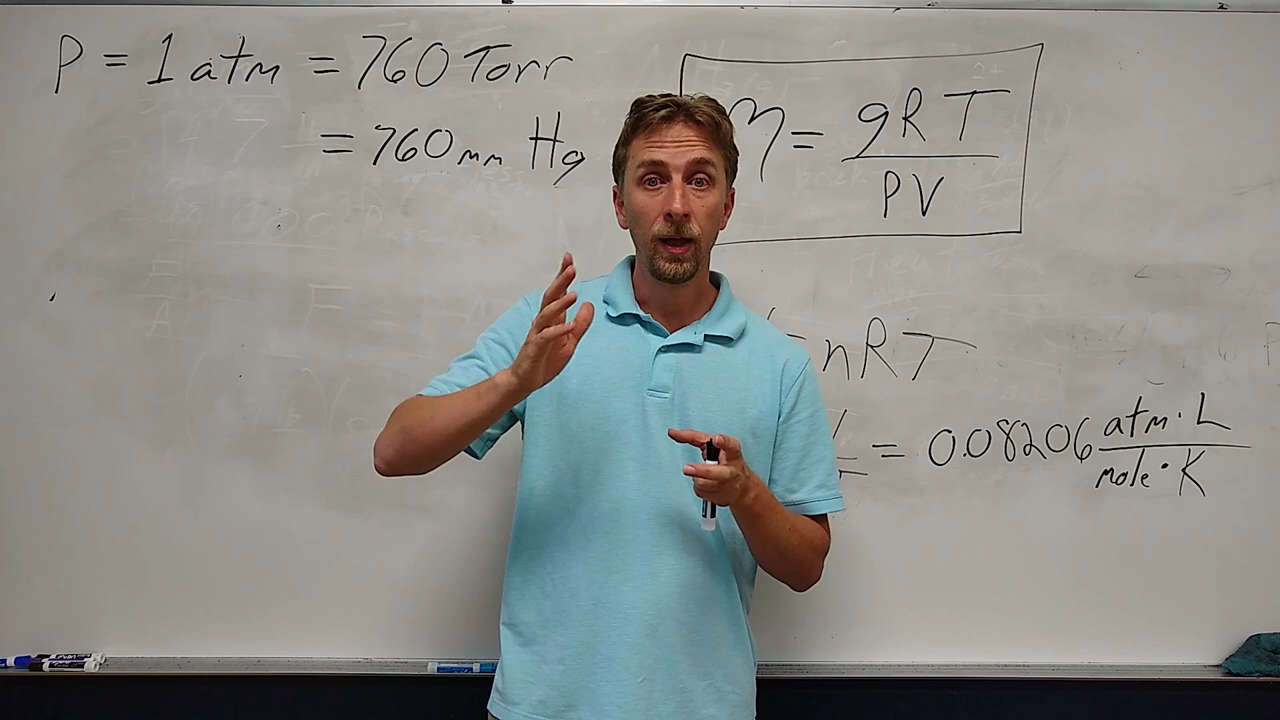 P = 1 atm = 760 Torr
= 760 mm Hg
M = gRT
PV
nRT
= 0.08206 atm·L
mole·K